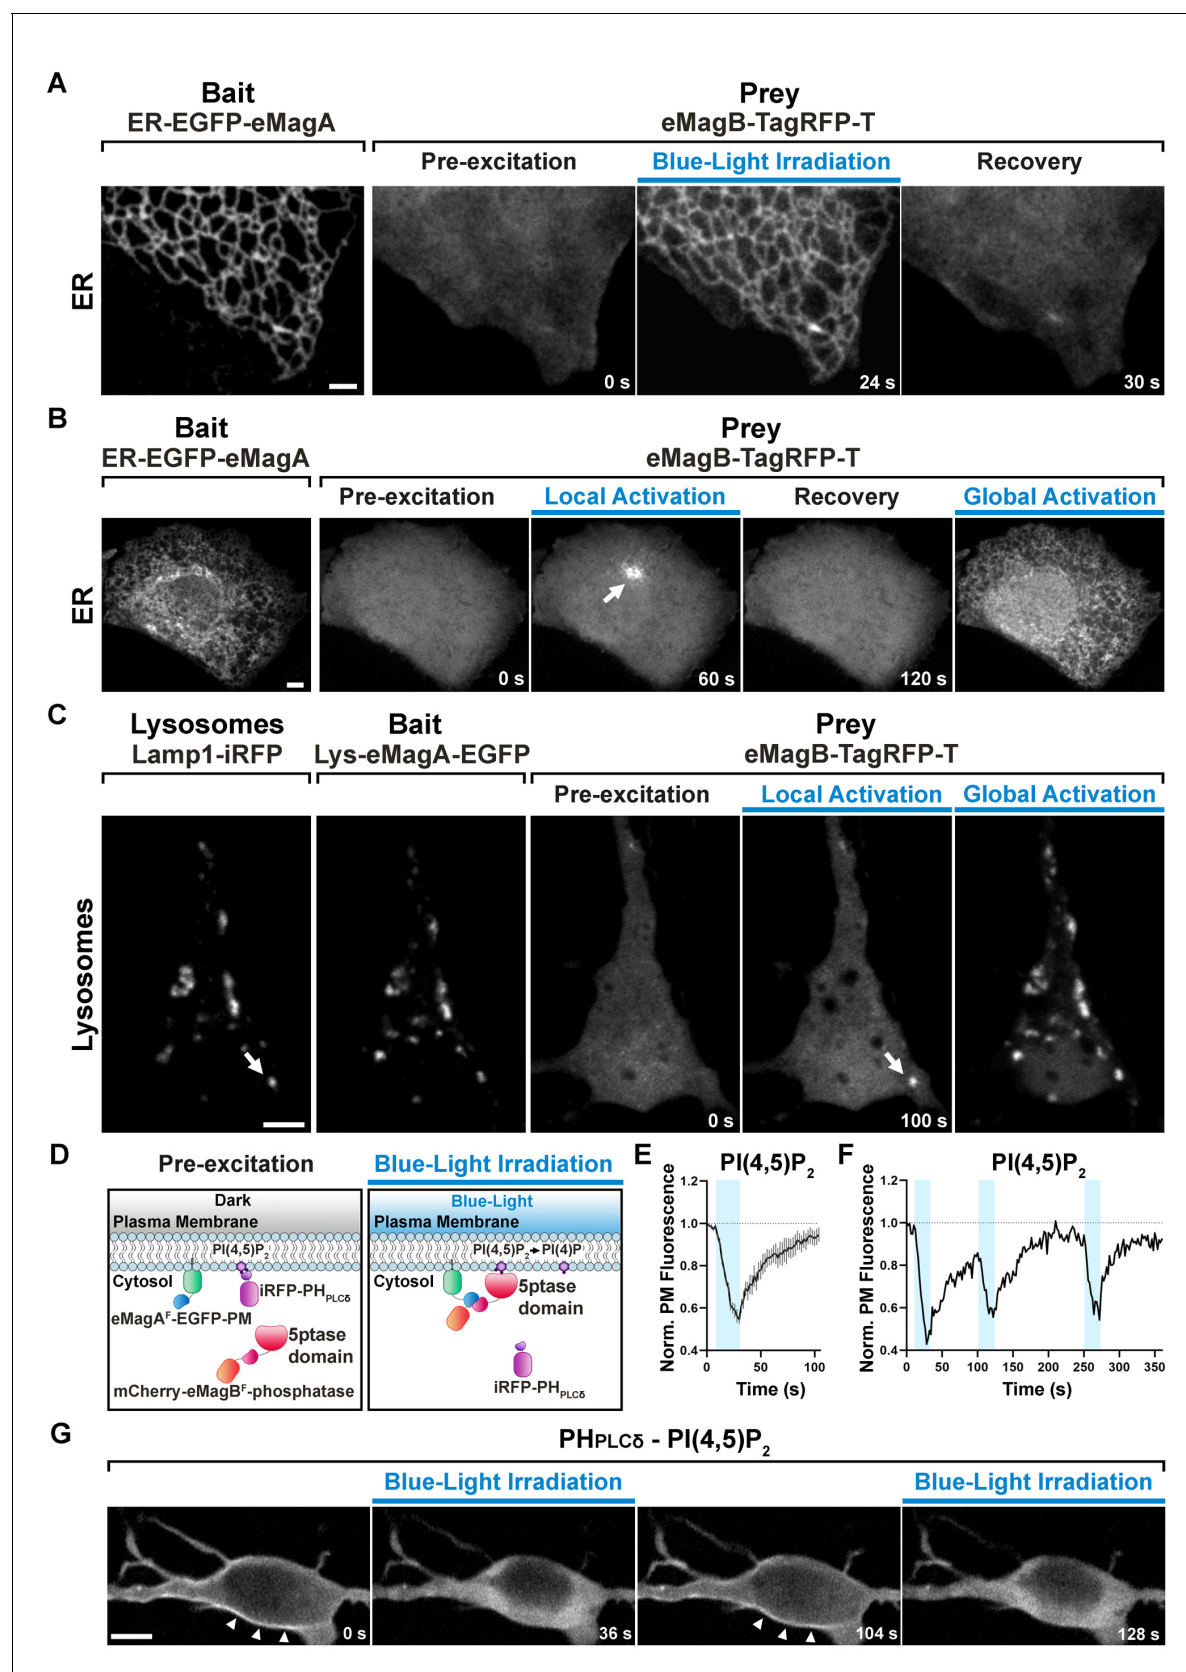 A
Bait
ER-EGFP-eMagA
Prey
eMagB-TagRFP-T
Pre-excitation
Blue-Light Irradiation
Recovery
ER
0 s
24 s
30 s
B
Bait
ER-EGFP-eMagA
Prey
eMagB-TagRFP-T
Pre-excitation
Local Activation
Recovery
Global Activation
ER
0 s
60 s
120 s
C
Lysosomes
Lamp1-iRFP
Bait
Lys-eMagA-EGFP
Prey
eMagB-TagRFP-T
Pre-excitation
Local Activation
Global Activation
Lysosomes
0 s
100 s
D
Pre-excitation
Dark
Plasma Membrane
PI(4,5)P₂
Cytosol
iRFP-PH_PLCδ
eMagAᶠ-EGFP-PM
5ptase
domain
mCherry-eMagBᶠ-phosphatase
Blue-Light Irradiation
Blue-Light
Plasma Membrane
PI(4,5)P₂→PI(4)P
Cytosol
5ptase
domain
iRFP-PH_PLCδ
E
PI(4,5)P₂
Norm. PM Fluorescence
1.2
1.0
0.8
0.6
0.4
0 50 100
Time (s)
F
PI(4,5)P₂
Norm. PM Fluorescence
1.2
1.0
0.8
0.6
0.4
0 50 100 150 200 250 300 350
Time (s)
G
PHPLCδ - PI(4,5)P₂
Blue-Light Irradiation
Blue-Light Irradiation
0 s
36 s
104 s
128 s